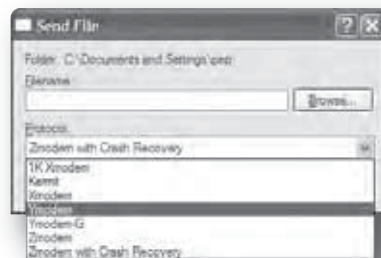 Send File
Folder: C:\Documents and Settings\
Filename:
Browse...
Protocol:
Zmodem with Crash Recovery
1K Xmodem
Kermit
Xmodem
Ymodem
Ymodem-G
Zmodem
Zmodem with Crash Recovery